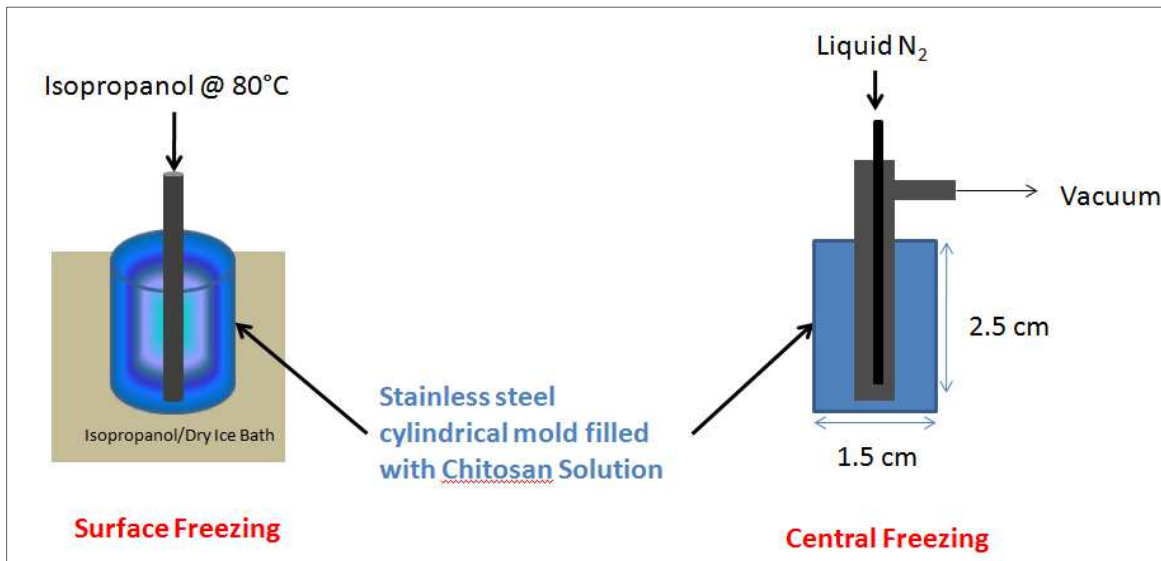 Isopropanol @ 80°C
Isopropanol/Dry Ice Bath
Surface Freezing
Stainless steel
cylindrical mold filled
with Chitosan Solution
Liquid N₂
Vacuum
2.5 cm
1.5 cm
Central Freezing